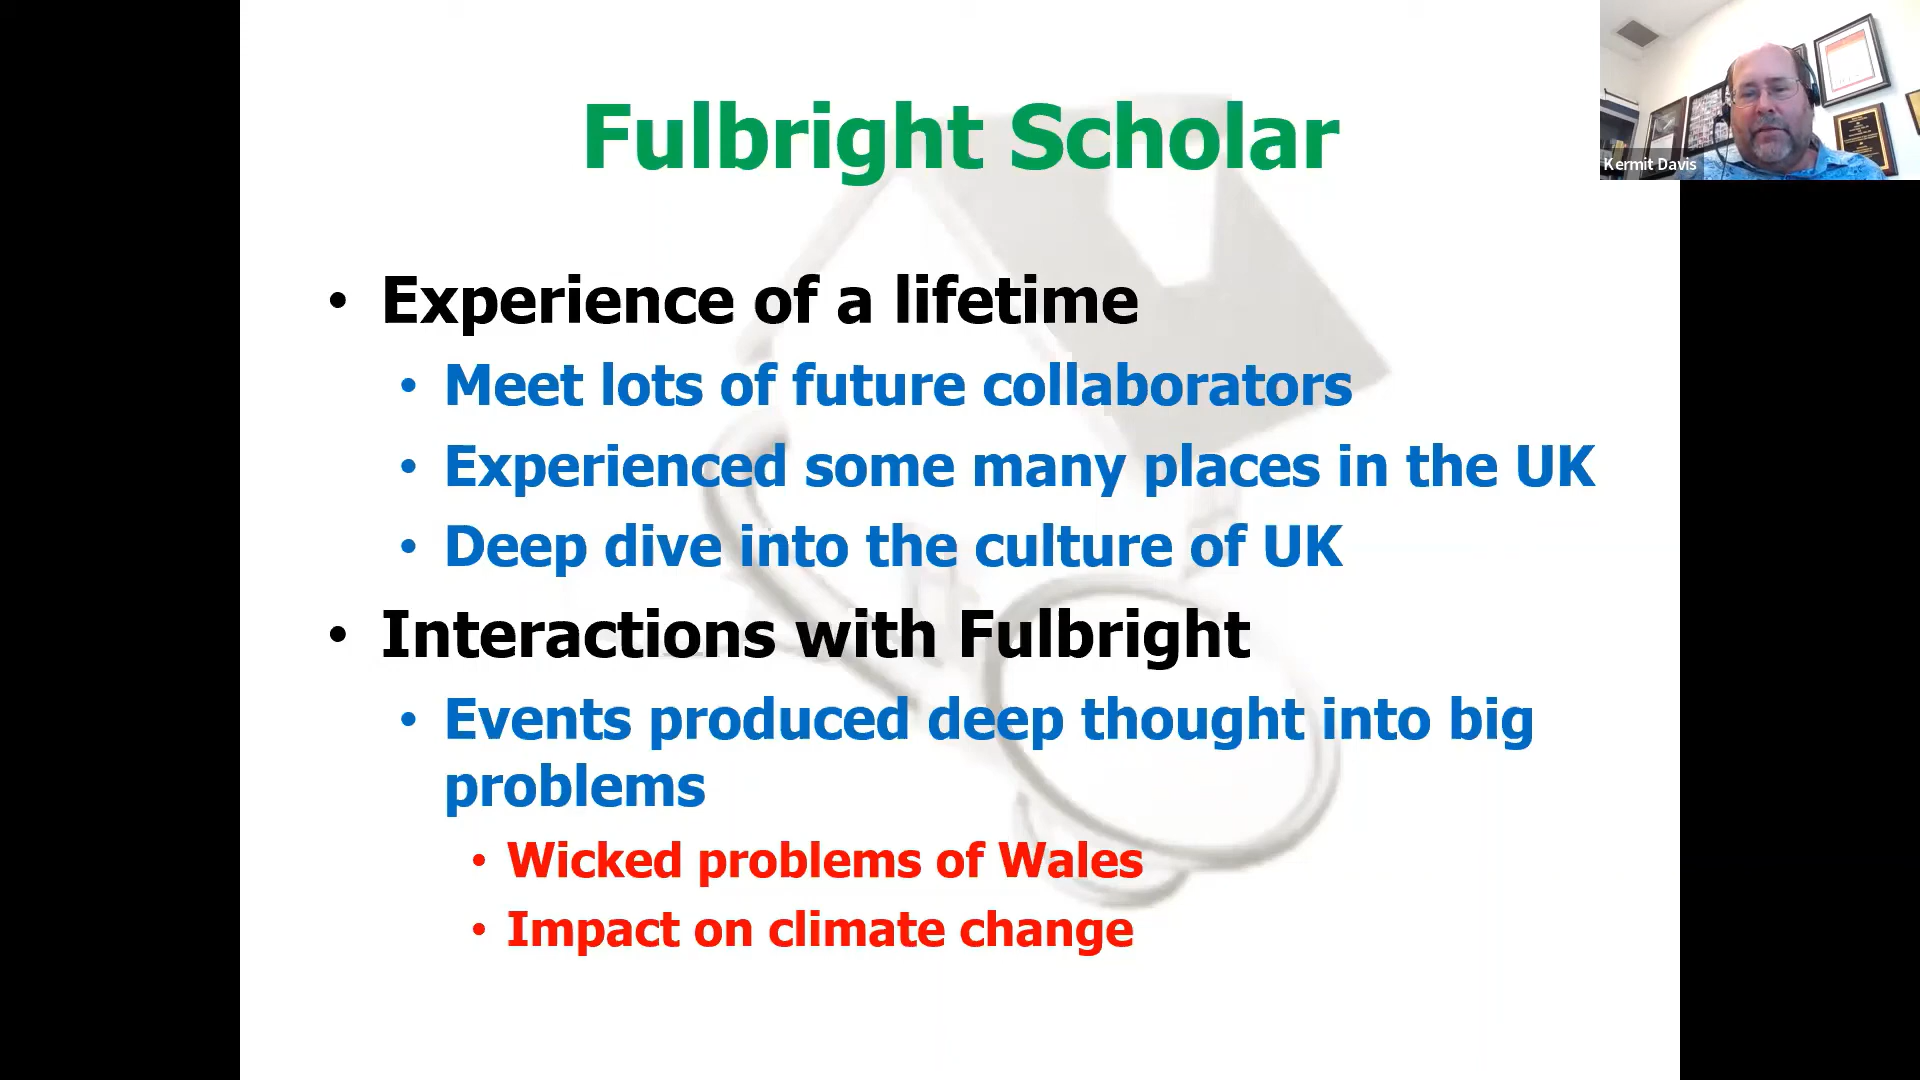 Fulbright Scholar
Kermit Davis
• Experience of a lifetime
• Meet lots of future collaborators
• Experienced some many places in the UK
• Deep dive into the culture of UK
• Interactions with Fulbright
• Events produced deep thought into big
problems
• Wicked problems of Wales
• Impact on climate change